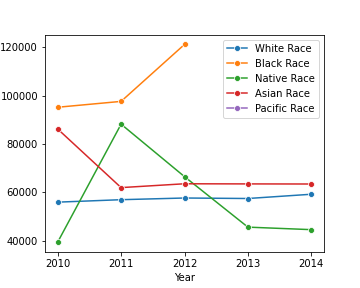 120000
100000
80000
60000
40000
2010 2011 2012 2013 2014
Year
White Race
Black Race
Native Race
Asian Race
Pacific Race